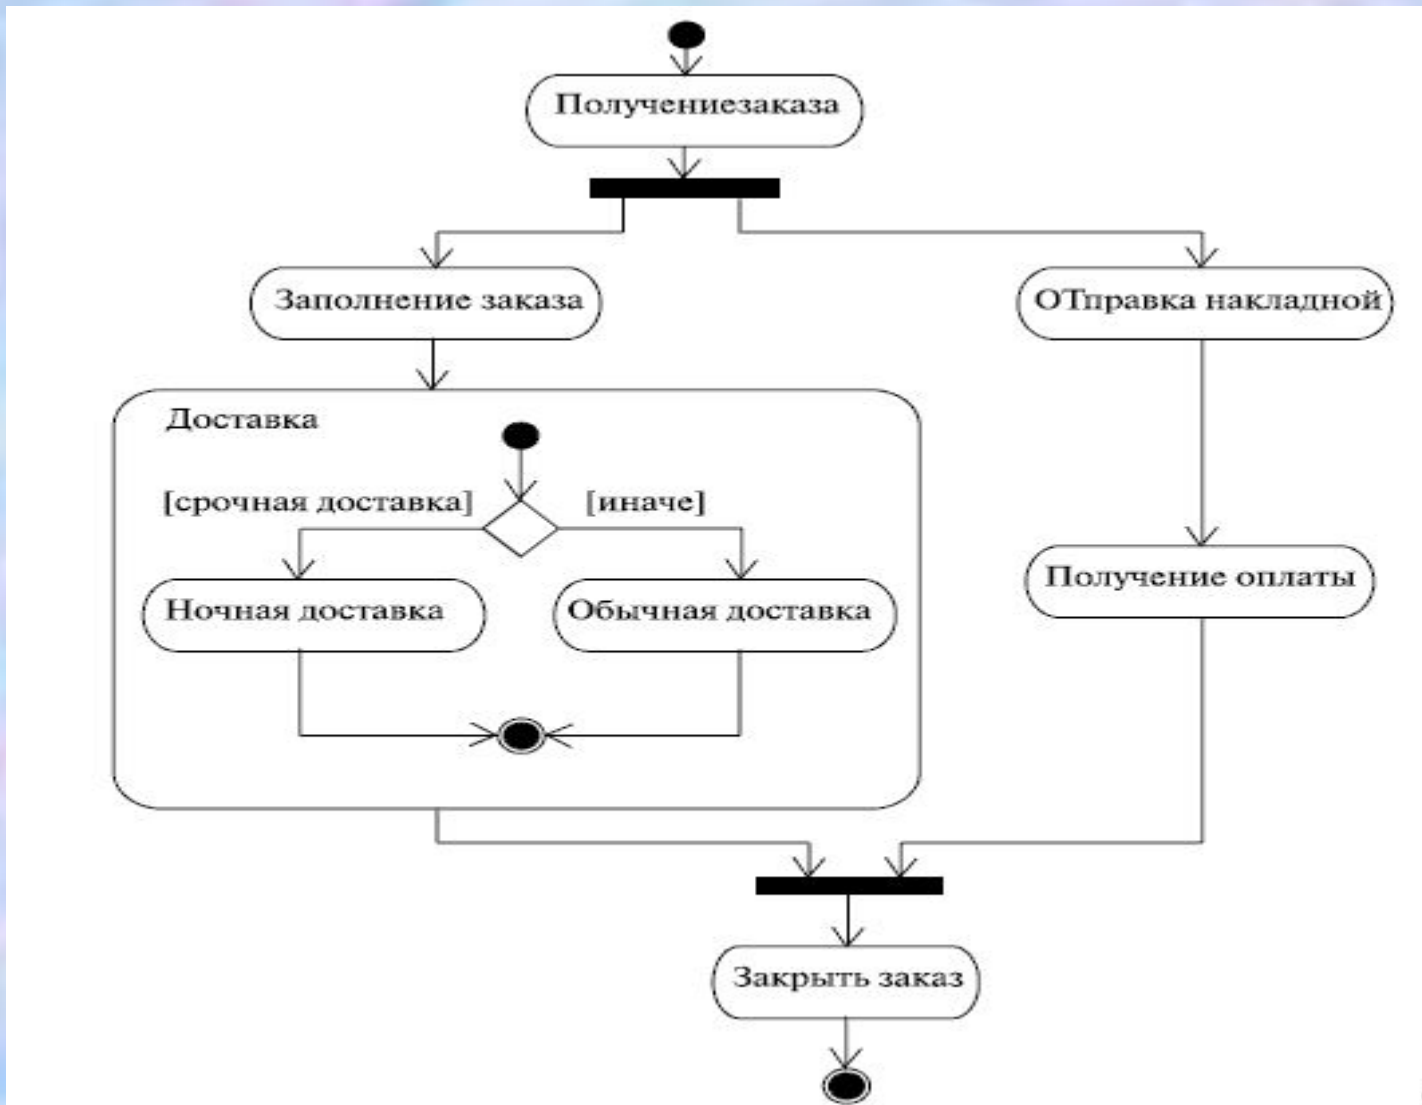 Получениезаказа
Заполнение заказа
ОТправка накладной
Доставка
[срочная доставка]
[иначе]
Ночная доставка
Обычная доставка
Получение оплаты
Закрыть заказ